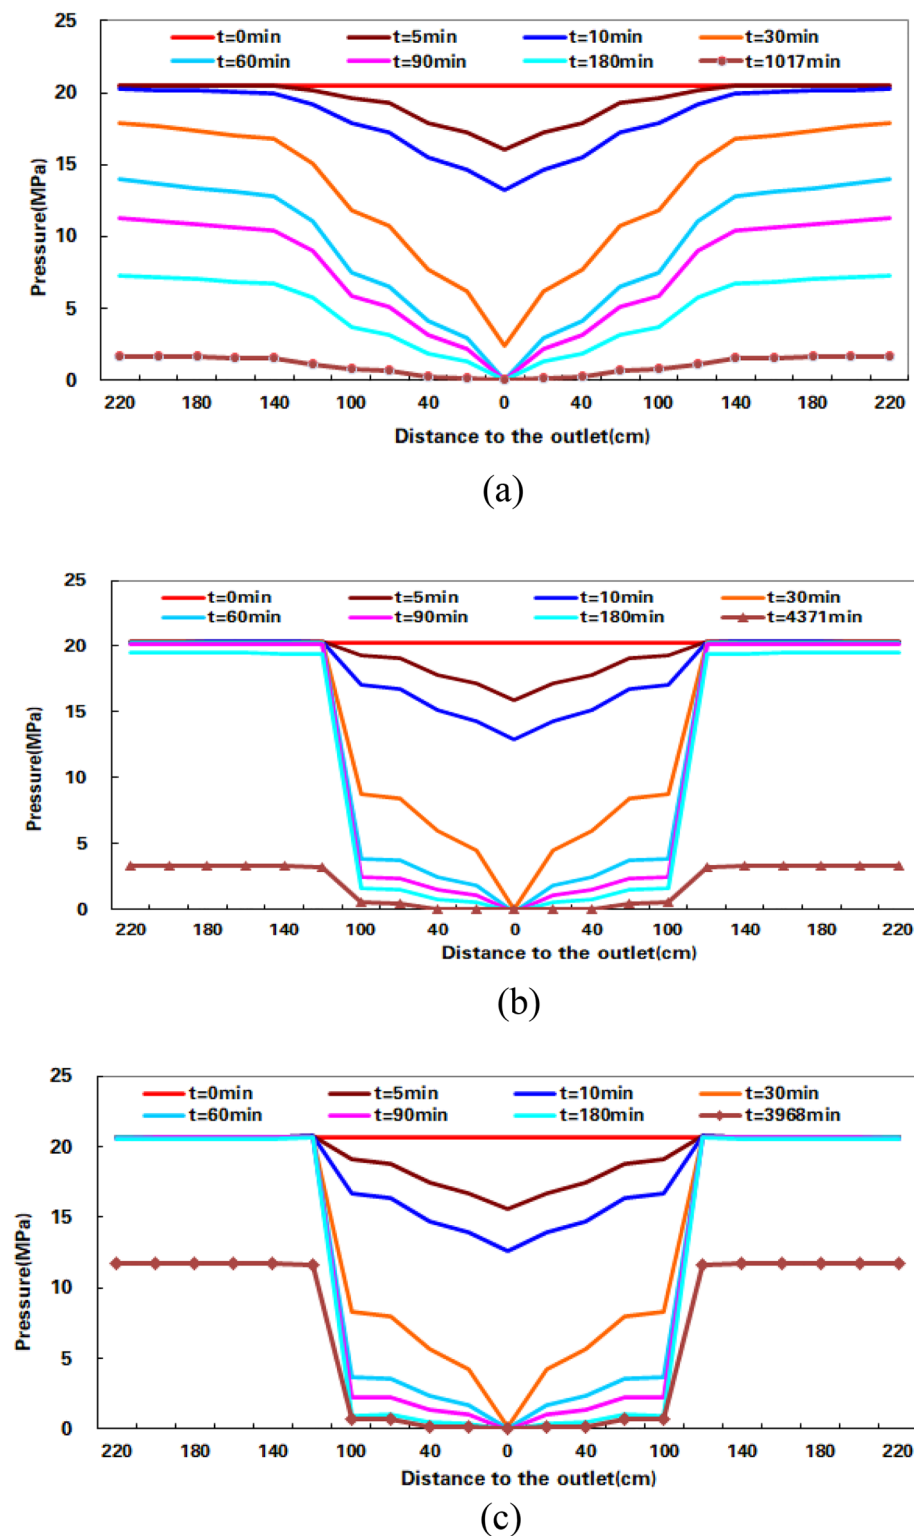 25
t=0min t=5min t=10min t=30min
t=60min t=90min t=180min t=1017min
20
15
10
5
0
Pressure(MPa)
220 180 140 100 40 0 40 100 140 180 220
Distance to the outlet(cm)
(a)
25
t=0min t=5min t=10min t=30min
t=60min t=90min t=180min t=4371min
20
15
10
5
0
Pressure(MPa)
220 180 140 100 40 0 40 100 140 180 220
Distance to the outlet(cm)
(b)
25
t=0min t=5min t=10min t=30min
t=60min t=90min t=180min t=3968min
20
15
10
5
0
Pressure(MPa)
220 180 140 100 40 0 40 100 140 180 220
Distance to the outlet(cm)
(c)